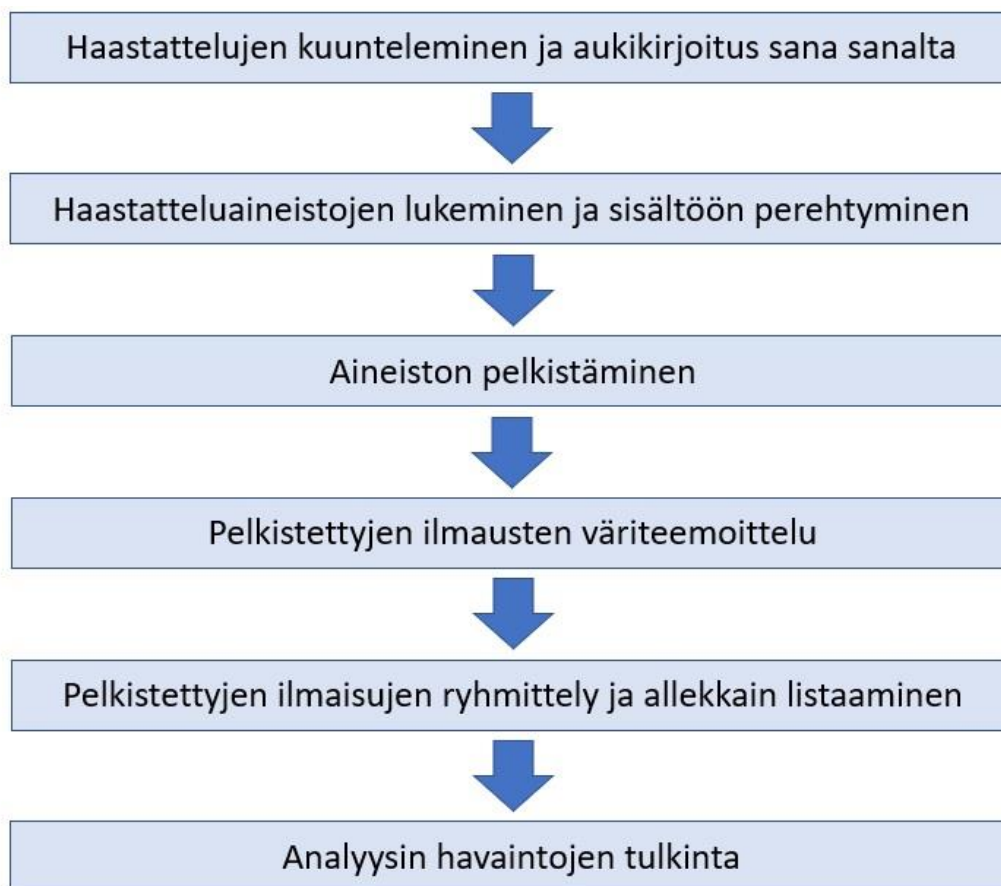 Haastattelujen kuunteleminen ja aukikirjoitus sana sanalta
Haastatteluaineistojen lukeminen ja sisältöön perehtyminen
Aineiston pelkistäminen
Pelkistettyjen ilmausten väriteemoittelu
Pelkistettyjen ilmaisujen ryhmittely ja allekkain listaaminen
Analyysin havaintojen tulkinta